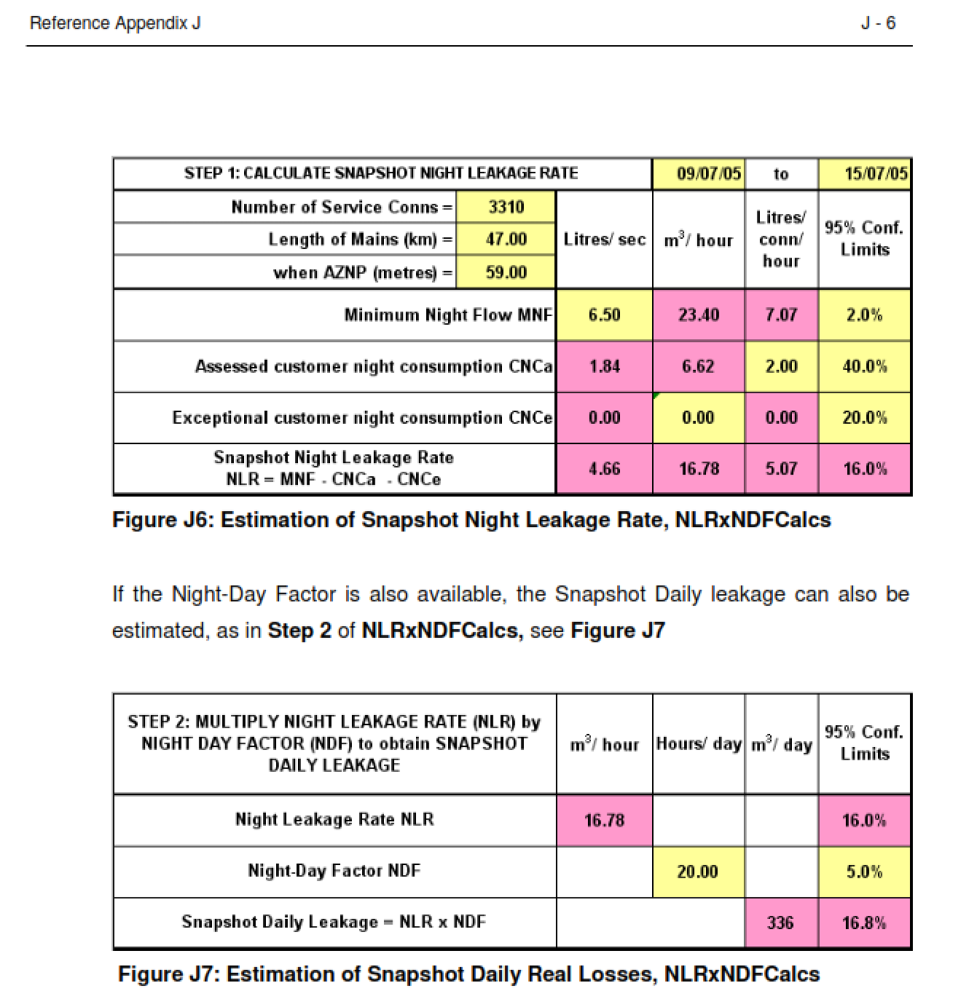 Reference Appendix J J - 6
STEP 1: CALCULATE SNAPSHOT NIGHT LEAKAGE RATE 09/07/05 to 15/07/05
Number of Service Conns = 3310
Length of Mains (km) = 47.00
when AZNP (metres) = 59.00
Litres/ sec
m³/ hour
Litres/
conn/
hour
95% Conf.
Limits
Minimum Night Flow MNF 6.50 23.40 7.07 2.0%
Assessed customer night consumption CNCa 1.84 6.62 2.00 40.0%
Exceptional customer night consumption CNCe 0.00 0.00 0.00 20.0%
Snapshot Night Leakage Rate
NLR = MNF - CNCa - CNCe 4.66 16.78 5.07 16.0%
Figure J6: Estimation of Snapshot Night Leakage Rate, NLRxNDFCalcs
If the Night-Day Factor is also available, the Snapshot Daily leakage can also be
estimated, as in Step 2 of NLRxNDFCalcs, see Figure J7
STEP 2: MULTIPLY NIGHT LEAKAGE RATE (NLR) by
NIGHT DAY FACTOR (NDF) to obtain SNAPSHOT
DAILY LEAKAGE
m³/ hour
Hours/ day
m³/ day
95% Conf.
Limits
Night Leakage Rate NLR 16.78 16.0%
Night-Day Factor NDF 20.00 5.0%
Snapshot Daily Leakage = NLR x NDF 336 16.8%
Figure J7: Estimation of Snapshot Daily Real Losses, NLRxNDFCalcs